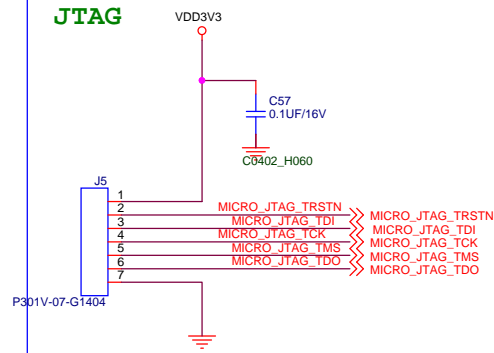 JTAG
VDD3V3
C57
0.1UF/16V
C0402_H060
J5
1
2
3
4
5
6
7
MICRO_JTAG_TRSTN
MICRO_JTAG_TDI
MICRO_JTAG_TCK
MICRO_JTAG_TMS
MICRO_JTAG_TDO
MICRO_JTAG_TRSTN
MICRO_JTAG_TDI
MICRO_JTAG_TCK
MICRO_JTAG_TMS
MICRO_JTAG_TDO
P301V-07-G1404